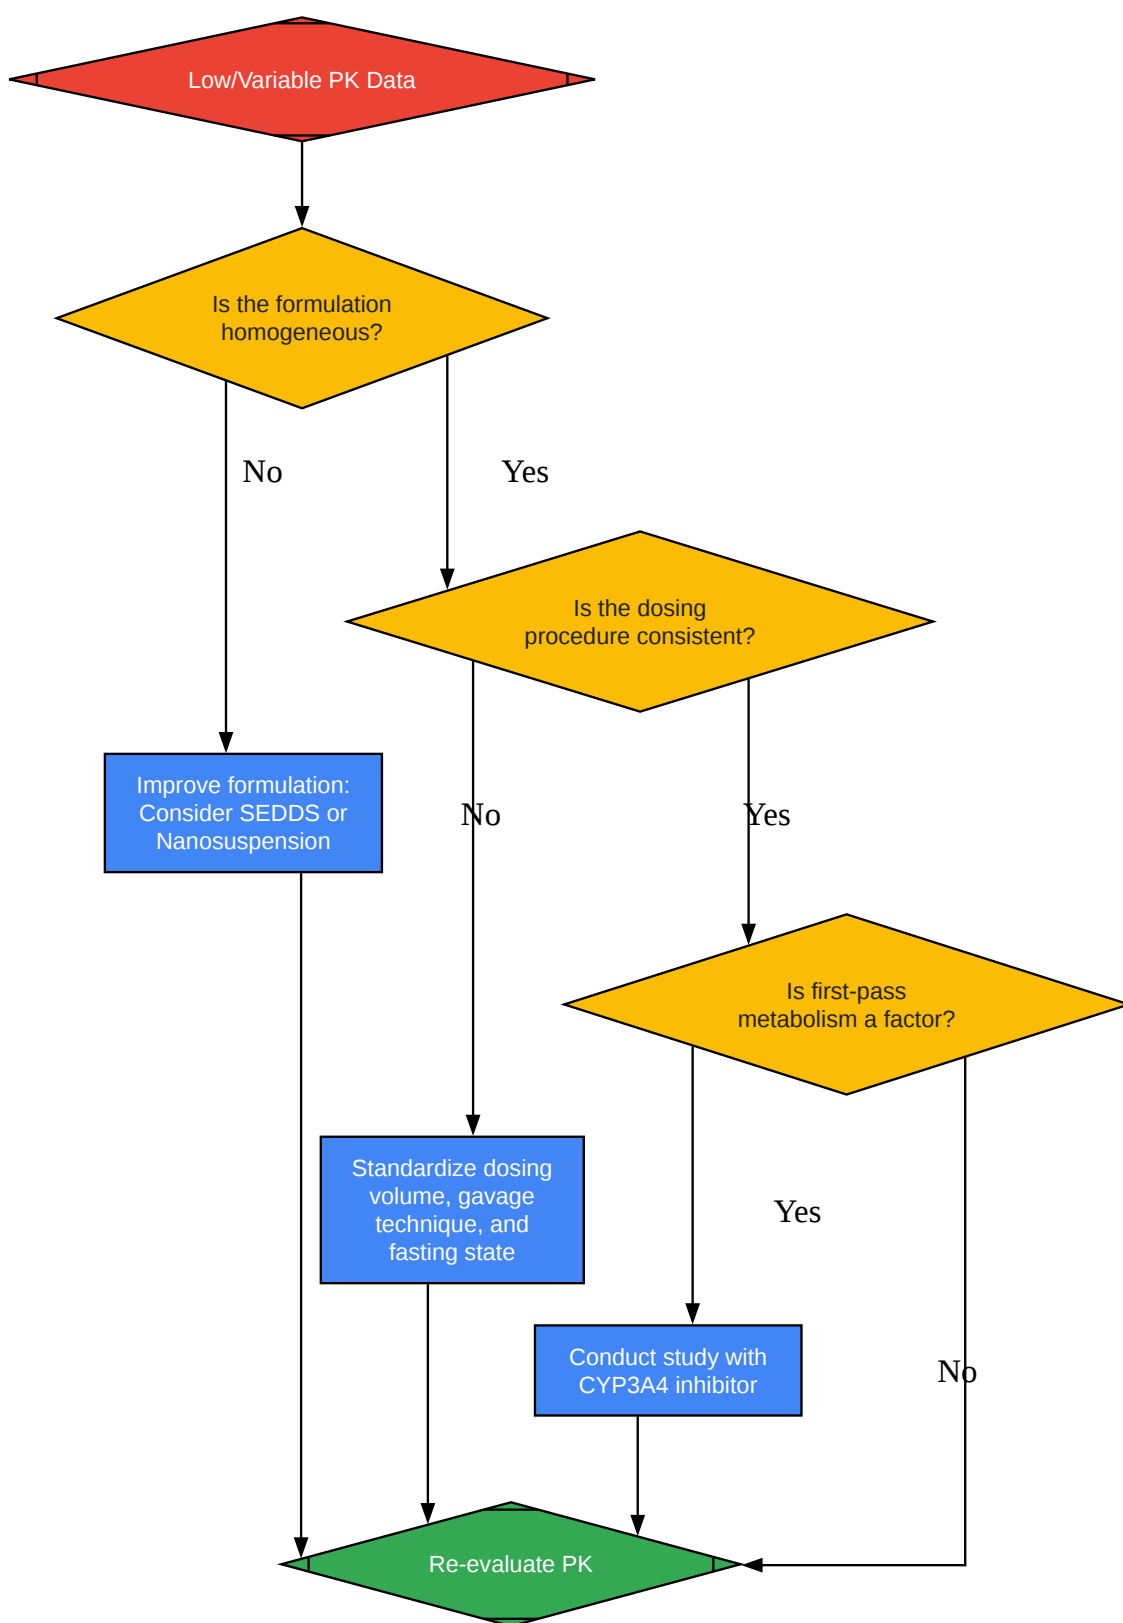 Low/Variable PK Data
Is the formulation
homogeneous?
No
Yes
Is the dosing
procedure consistent?
Improve formulation:
Consider SEDDS or
Nanosuspension
No
Yes
Is first-pass
metabolism a factor?
Standardize dosing
volume, gavage
technique, and
fasting state
Yes
Conduct study with
CYP3A4 inhibitor
No
Re-evaluate PK